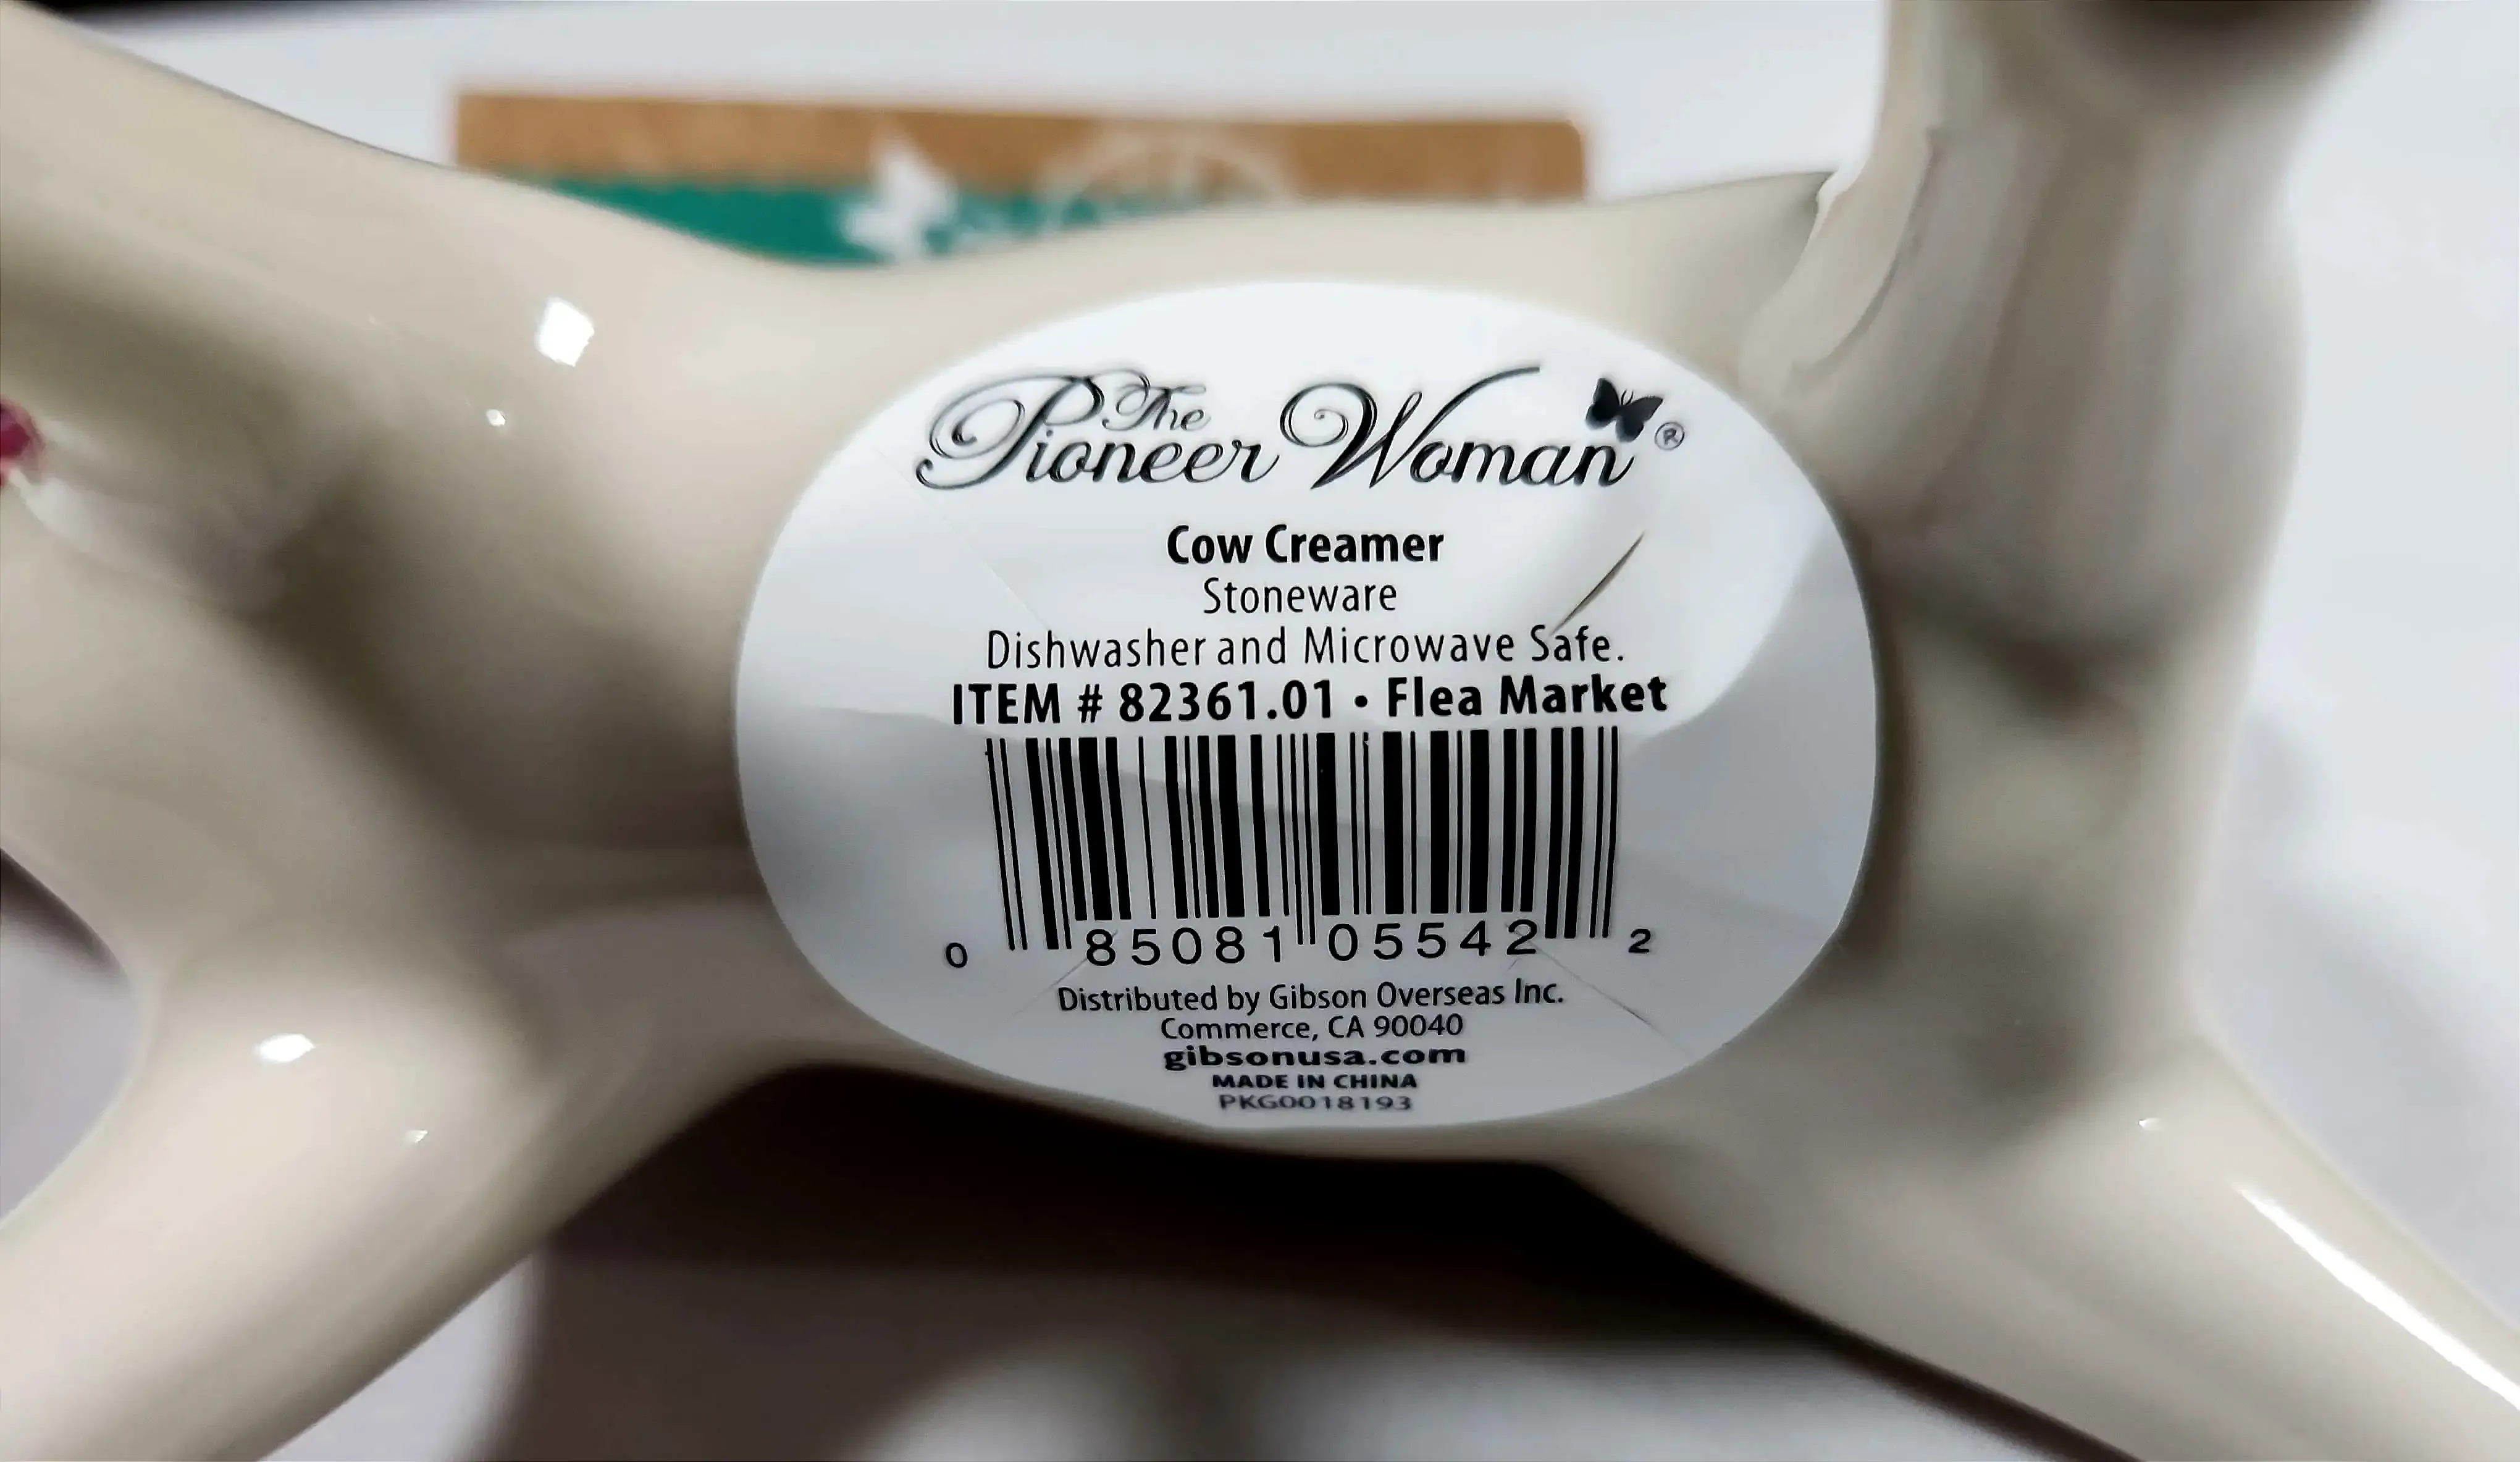 The
Pioneer Woman®
Cow Creamer
Stoneware
Dishwasher and Microwave Safe.
ITEM # 82361.01 • Flea Market
0 85081 05542 2
Distributed by Gibson Overseas Inc.
Commerce, CA 90040
gibsonusa.com
MADE IN CHINA
PKG0018193